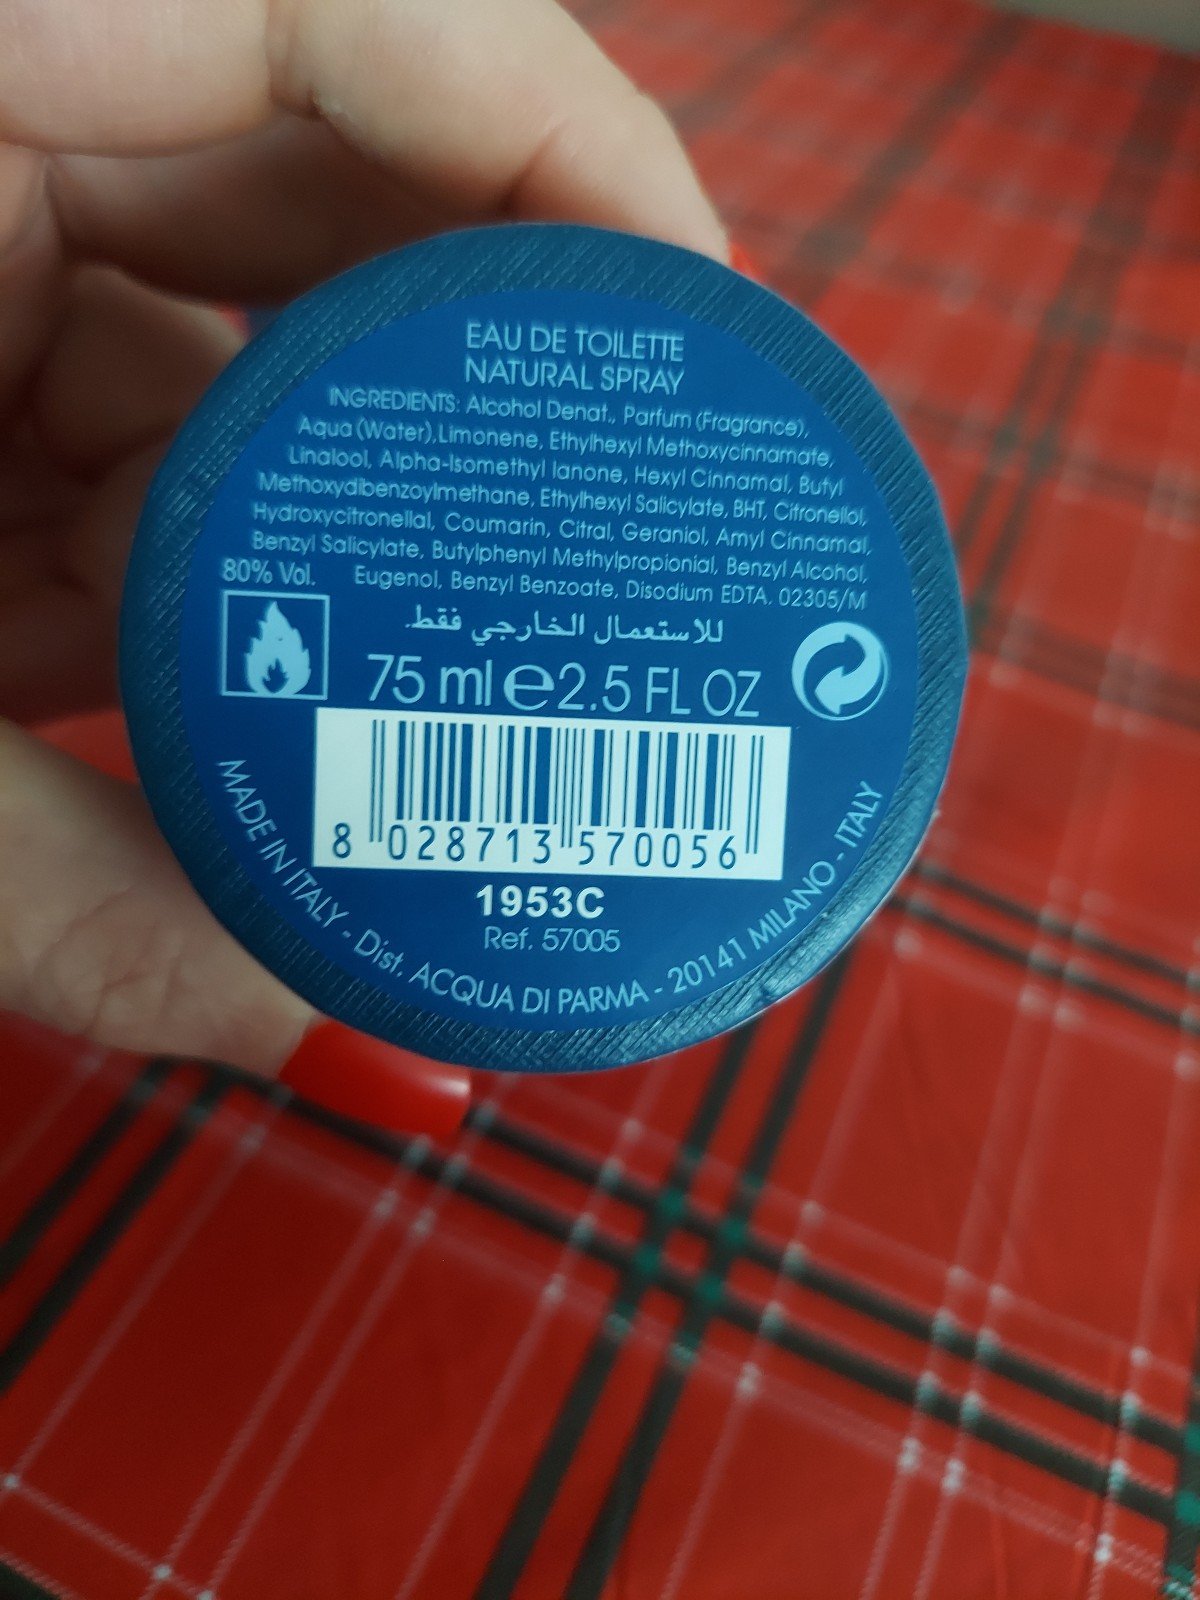 EAU DE TOILETTE
NATURAL SPRAY
INGREDIENTS: Alcohol Denat., Parfum (Fragrance),
Aqua (Water), Limonene, Ethylhexyl Methoxycinnamate,
Linalool, Alpha-Isomethyl Ianone, Hexyl Cinnamal, Butyl
Methoxydibenzoylmethane, Ethylhexyl Salicylate, BHT, Citronellol,
Hydroxycitronellal, Coumarin, Citral, Geraniol, Amyl Cinnamal,
Benzyl Salicylate, Butylphenyl Methylpropionial, Benzyl Alcohol,
Eugenol, Benzyl Benzoate, Disodium EDTA. 02305/M
80% Vol.
للاستعمال الخارجي فقط.
75 ml e 2.5 FL OZ
8 028713 570056
1953C
Ref. 57005
MADE IN ITALY - Dist. ACQUA DI PARMA - 20141 MILANO - ITALY